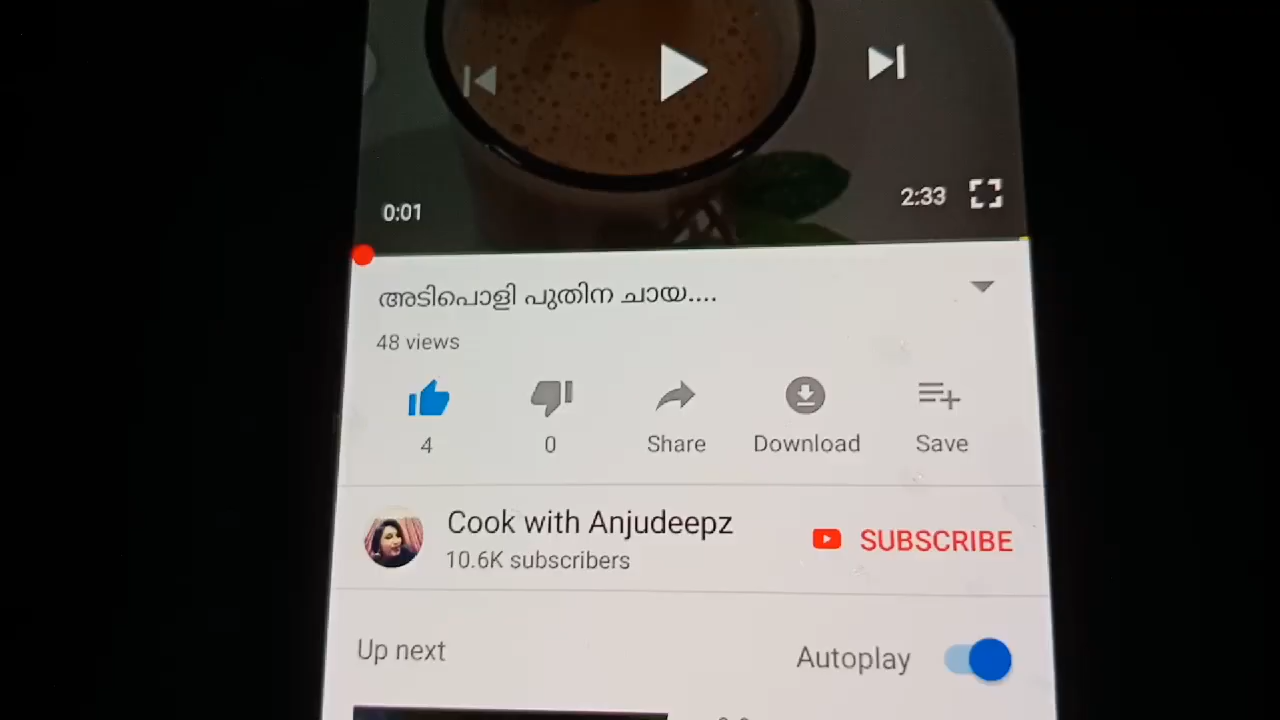 0:01
2:33
അടിപൊളി പുതിന ചായ....
48 views
4
0
Share
Download
Save
Cook with Anjudeepz
SUBSCRIBE
10.6K subscribers
Up next
Autoplay